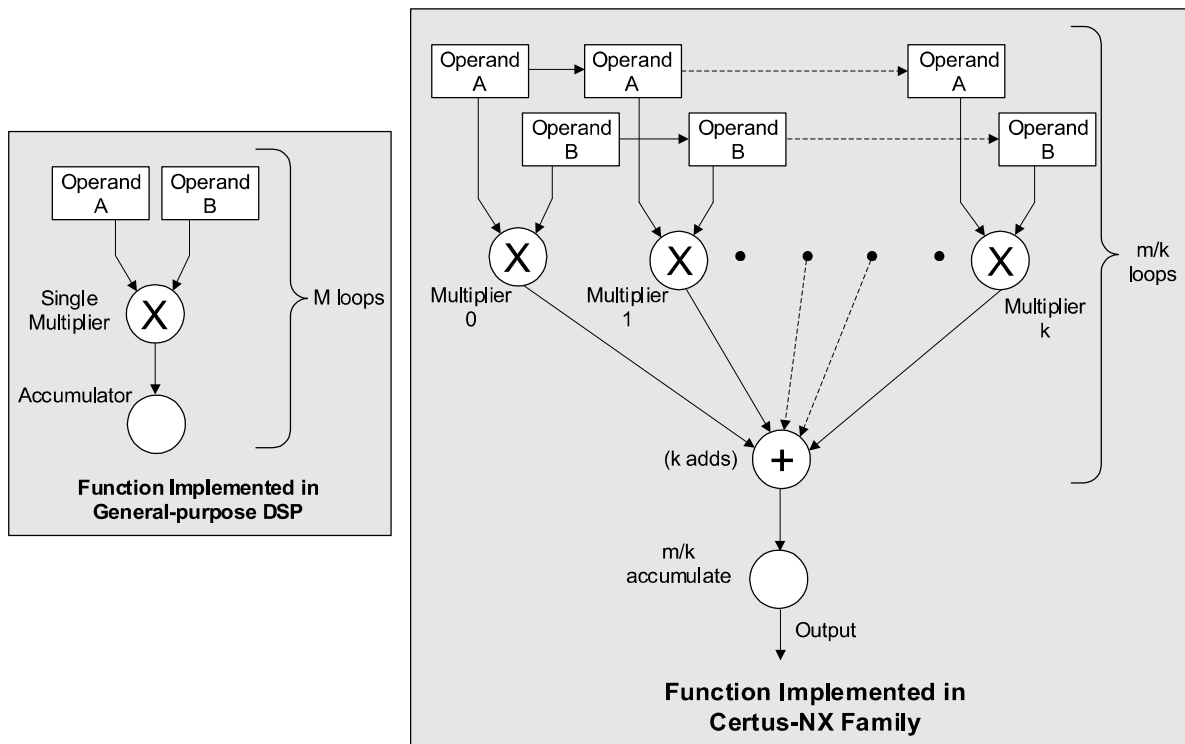 Operand
A
Operand
B
Single
Multiplier
X
M loops
Accumulator
Function Implemented in
General-purpose DSP
Operand
A
Operand
A
Operand
A
Operand
B
Operand
B
Operand
B
X
X
X
Multiplier
0
Multiplier
1
Multiplier
k
m/k
loops
(k adds)
+
m/k
accumulate
Output
Function Implemented in
Certus-NX Family